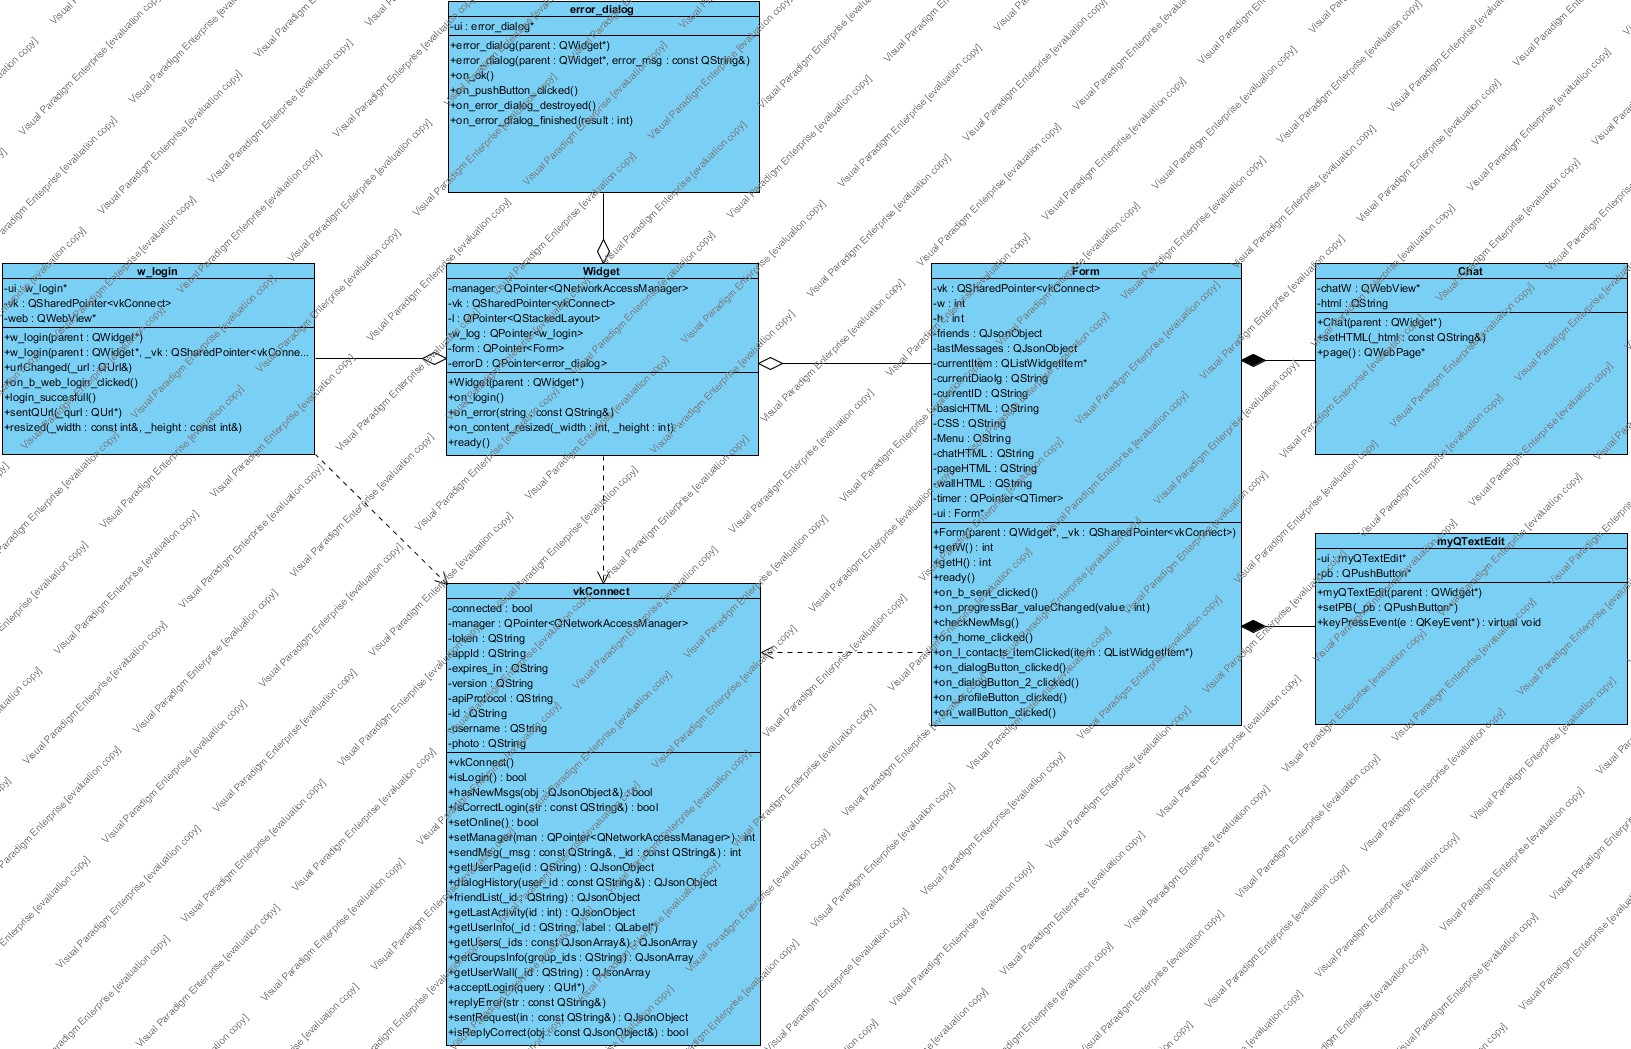 error_dialog
-ui : error_dialog*
+error_dialog(parent : QWidget*)
+error_dialog(parent : QWidget*, error_msg : const QString&)
+on_ok()
+on_pushButton_clicked()
+on_error_dialog_destroyed()
+on_error_dialog_finished(result : int)
w_login
-ui : w_login*
-vk : QSharedPointer<vkConnect>
-web : QWebView*
+w_login(parent : QWidget*)
+w_login(parent : QWidget*, _vk : QSharedPointer<vkConne...
+urlChanged(_url : QUrl&)
+on_b_web_login_clicked()
+login_succesfull()
+sentQUrl(_qurl : QUrl*)
+resized(_width : const int&, _height : const int&)
Widget
-manager : QPointer<QNetworkAccessManager>
-vk : QSharedPointer<vkConnect>
-l : QPointer<QStackedLayout>
-w_log : QPointer<w_login>
-form : QPointer<Form>
-errorD : QPointer<error_dialog>
+Widget(parent : QWidget*)
+on_login()
+on_error(string : const QString&)
+on_content_resized(_width : int, _height : int)
+ready()
Form
-vk : QSharedPointer<vkConnect>
-w : int
-h : int
-friends : QJsonObject
-lastMessages : QJsonObject
-currentItem : QListWidgetItem*
-currentDiaolg : QString
-currentID : QString
-basicHTML : QString
-CSS : QString
-Menu : QString
-chatHTML : QString
-pageHTML : QString
-wallHTML : QString
-timer : QPointer<QTimer>
-ui : Form*
+Form(parent : QWidget*, _vk : QSharedPointer<vkConnect>)
+getW() : int
+getH() : int
+ready()
+on_b_sent_clicked()
+on_progressBar_valueChanged(value : int)
+checkNewMsg()
+on_home_clicked()
+on_l_contacts_itemClicked(item : QListWidgetItem*)
+on_dialogButton_clicked()
+on_dialogButton_2_clicked()
+on_profileButton_clicked()
+on_wallButton_clicked()
Chat
-chatW : QWebView*
-html : QString
+Chat(parent : QWidget*)
+setHTML(_html : const QString&)
+page() : QWebPage*
myQTextEdit
-ui : myQTextEdit*
-pb : QPushButton*
+myQTextEdit(parent : QWidget*)
+setPB(_pb : QPushButton*)
+keyPressEvent(e : QKeyEvent*) : virtual void
vkConnect
-connected : bool
-manager : QPointer<QNetworkAccessManager>
-token : QString
-appId : QString
-expires_in : QString
-version : QString
-apiProtocol : QString
-id : QString
-username : QString
-photo : QString
+vkConnect()
+isLogin() : bool
+hasNewMsgs(obj : QJsonObject&) : bool
+isCorrectLogin(str : const QString&) : bool
+setOnline() : bool
+setManager(man : QPointer<QNetworkAccessManager>) : int
+sendMsg(_msg : const QString&, _id : const QString&) : int
+getUserPage(id : QString) : QJsonObject
+dialogHistory(user_id : const QString&) : QJsonObject
+friendList(_id : QString) : QJsonObject
+getLastActivity(id : int) : QJsonObject
+getUserInfo(_id : QString, label : QLabel*)
+getUsers(_ids : const QJsonArray&) : QJsonArray
+getGroupsInfo(group_ids : QString) : QJsonArray
+getUserWall(_id : QString) : QJsonArray
+acceptLogin(query : QUrl*)
+replyError(str : const QString&)
+sentRequest(in : const QString&) : QJsonObject
+isReplyCorrect(obj : const QJsonObject&) : bool
Visual Paradigm Enterprise [evaluation copy]